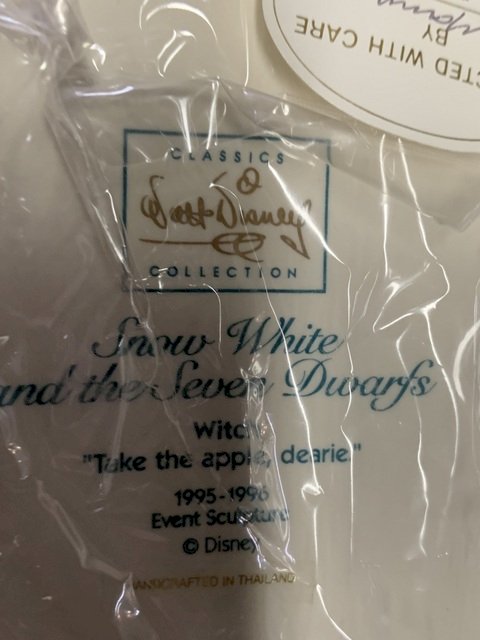 CTED WITH CARE
BY
CLASSICS
Walt Disney
COLLECTION
Snow White
and the Seven Dwarfs
Witch
"Take the apple, dearie"
1995-1996
Event Sculpture
© Disney
HANDCRAFTED IN THAILAND